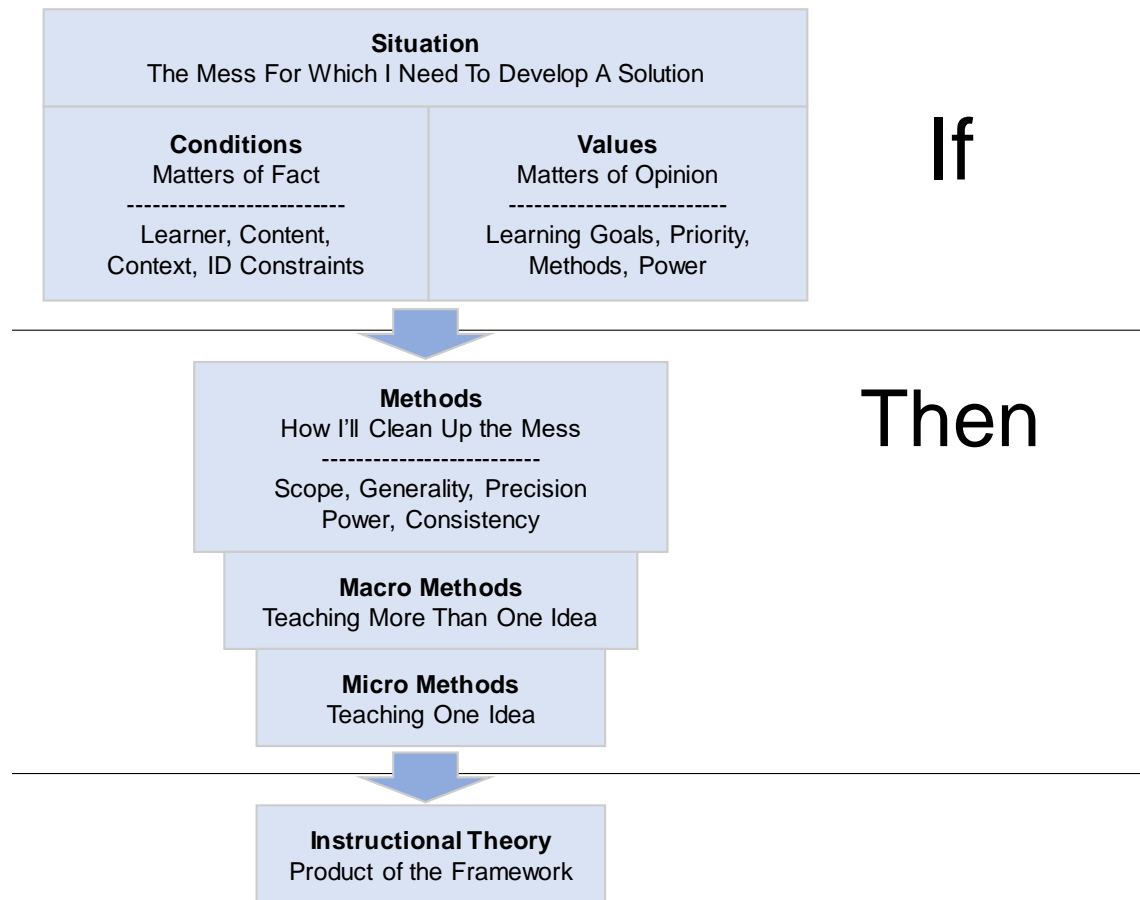 Situation
The Mess For Which I Need To Develop A Solution
If
Conditions
Matters of Fact
--------------------------
Learner, Content,
Context, ID Constraints
Values
Matters of Opinion
--------------------------
Learning Goals, Priority,
Methods, Power
Then
Methods
How I’ll Clean Up the Mess
--------------------------
Scope, Generality, Precision
Power, Consistency
Macro Methods
Teaching More Than One Idea
Micro Methods
Teaching One Idea
Instructional Theory
Product of the Framework